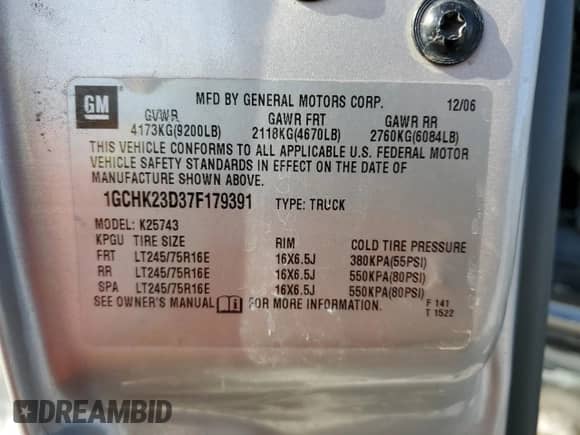 GM
MFD BY GENERAL MOTORS CORP. 12/06
GVWR GAWR FRT GAWR RR
4173KG(9200LB) 2118KG(4670LB) 2760KG(6084LB)
THIS VEHICLE CONFORMS TO ALL APPLICABLE U.S. FEDERAL MOTOR
VEHICLE SAFETY STANDARDS IN EFFECT ON THE DATE OF
MANUFACTURE SHOWN ABOVE.
1GCHK23D37F179391 TYPE: TRUCK
MODEL: K25743
KPGU TIRE SIZE RIM COLD TIRE PRESSURE
FRT LT245/75R16E 16X6.5J 380KPA(55PSI)
RR LT245/75R16E 16X6.5J 550KPA(80PSI)
SPA LT245/75R16E 16X6.5J 550KPA(80PSI)
SEE OWNER'S MANUAL FOR MORE INFORMATION.
F 141
T 1522
DREAMBID